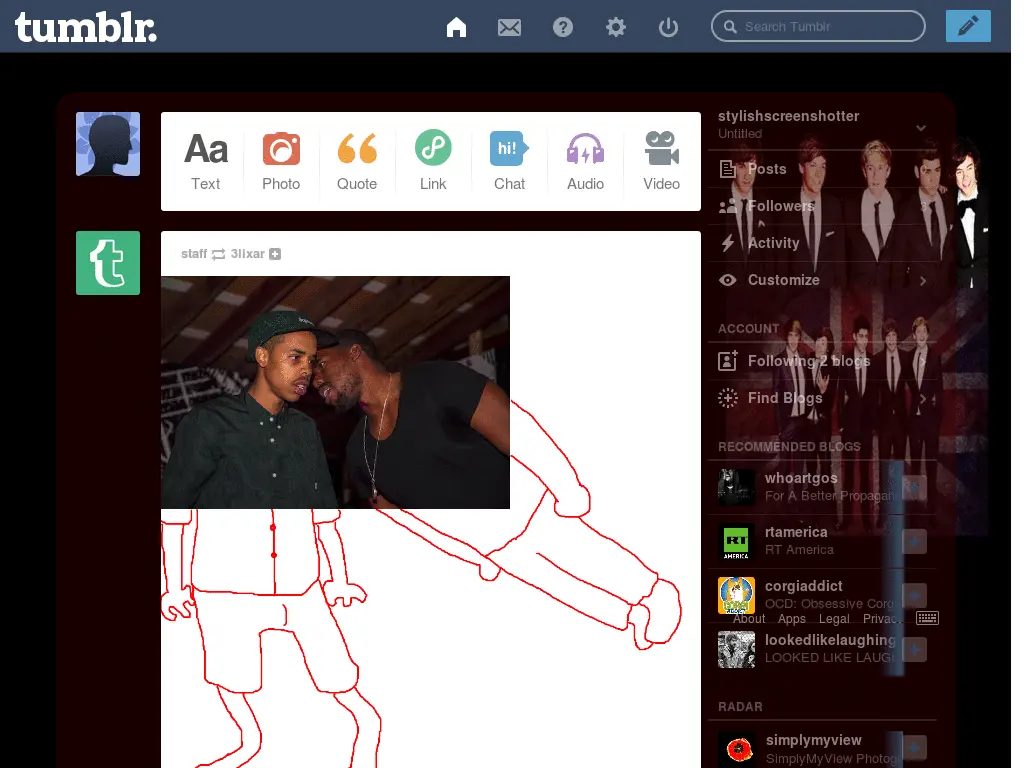 tumblr.
Search Tumblr
Aa
hi!
Text
Photo
Quote
Link
Chat
Audio
Video
staff 3lixar
stylishscreenshotter
Untitled
Posts
Followers
Activity
Customize
ACCOUNT
Following 2 blogs
Find Blogs
RECOMMENDED BLOGS
whoartgos
For A Better Propagan
RT
AMERICA
rtamerica
RT America
corgiaddict
OCD: Obsessive Corg
About Apps Legal Privac
lookedlikelaughing
LOOKED LIKE LAUG
RADAR
simplymyview
SimplyMyView Photog